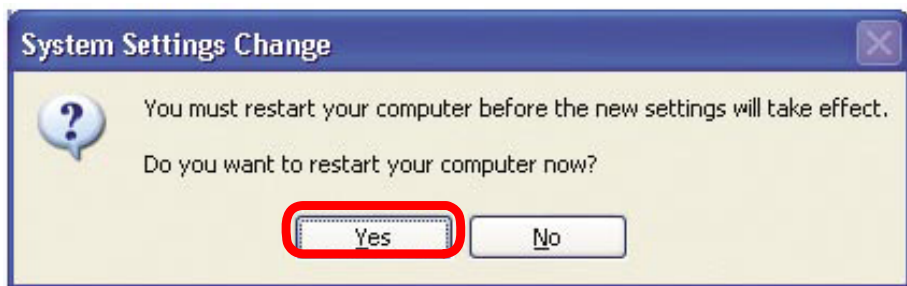 System Settings Change
You must restart your computer before the new settings will take effect.
Do you want to restart your computer now?
Yes No